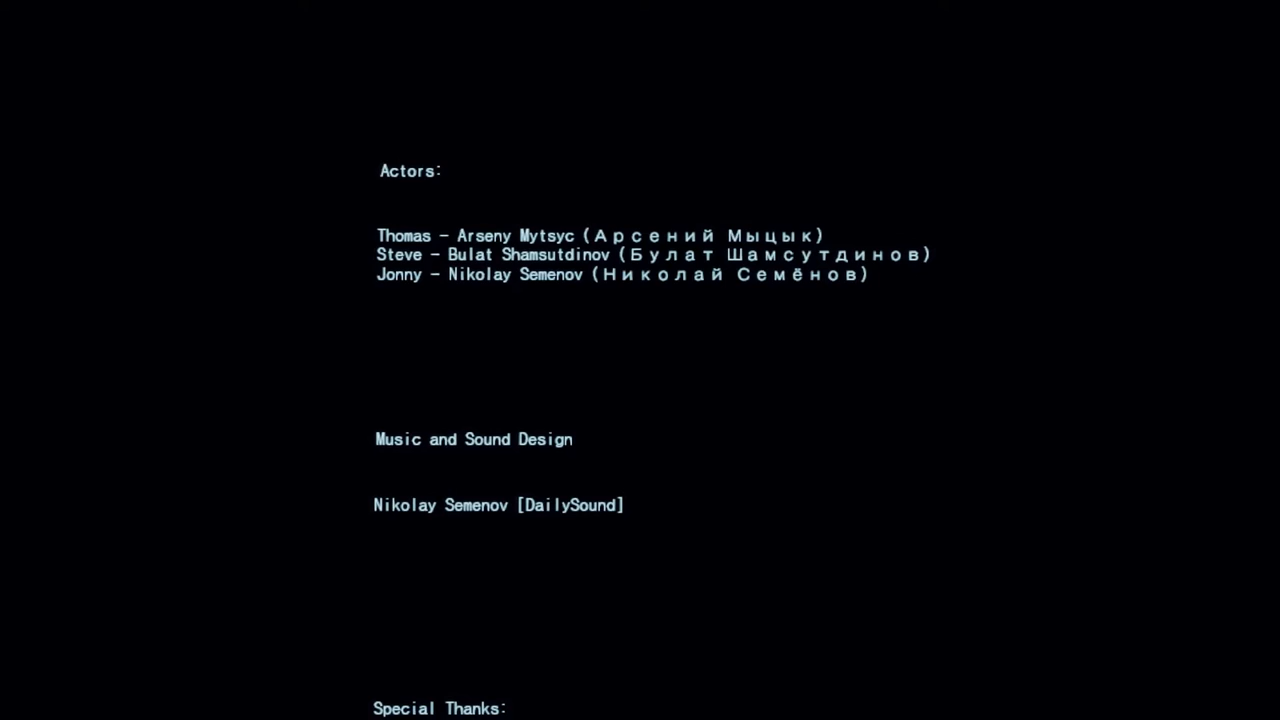 Actors:
Thomas - Arseny Mytsyc (Арсений Мыцык)
Steve - Bulat Shamsutdinov (Булат Шамсутдинов)
Jonny - Nikolay Semenov (Николай Семёнов)
Music and Sound Design
Nikolay Semenov [DailySound]
Special Thanks: